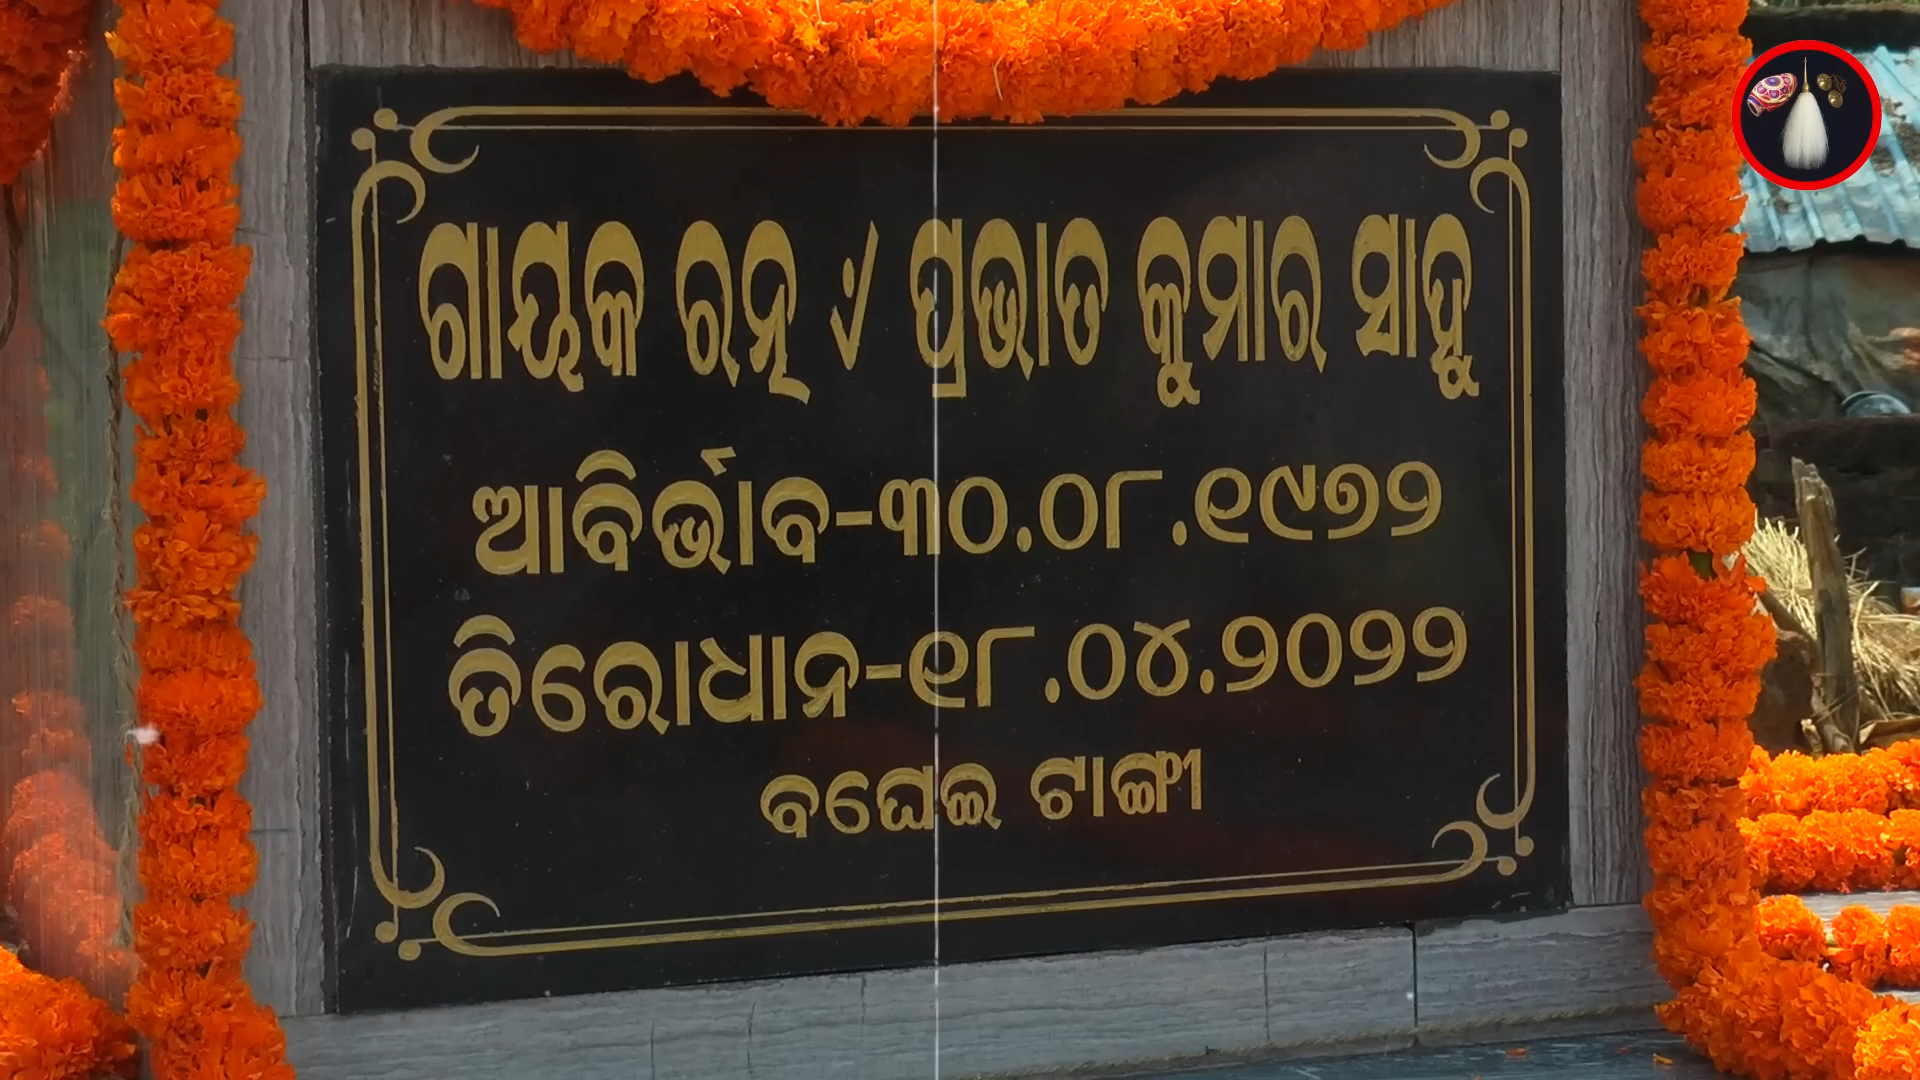 ଗାୟକ ରତ୍ନ ৺ ପ୍ରଭାତ କୁମାର ସାହୁ
ଆବିର୍ଭାବ-୩୦.୦୮.୧୯୭୨
ତିରୋଧାନ-୧୮.୦୪.୨୦୨୨
ବଘେଇ ଟାଙ୍ଗୀ